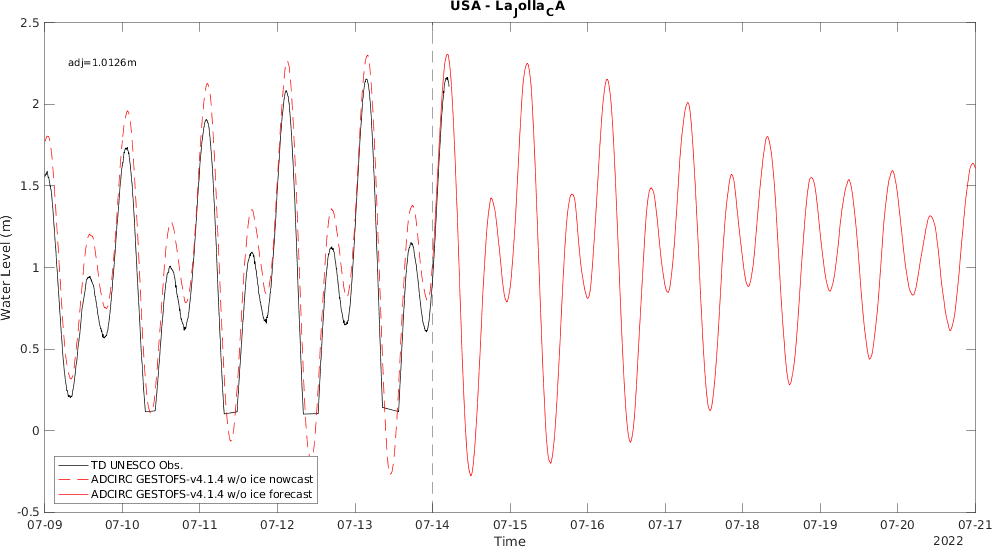 USA - LaJollaCA
adj=1.0126m
2.5
2
1.5
1
0.5
0
-0.5
Water Level (m)
TD UNESCO Obs.
ADCIRC GESTOFS-v4.1.4 w/o ice nowcast
ADCIRC GESTOFS-v4.1.4 w/o ice forecast
07-09 07-10 07-11 07-12 07-13 07-14 07-15 07-16 07-17 07-18 07-19 07-20 07-21
Time
2022